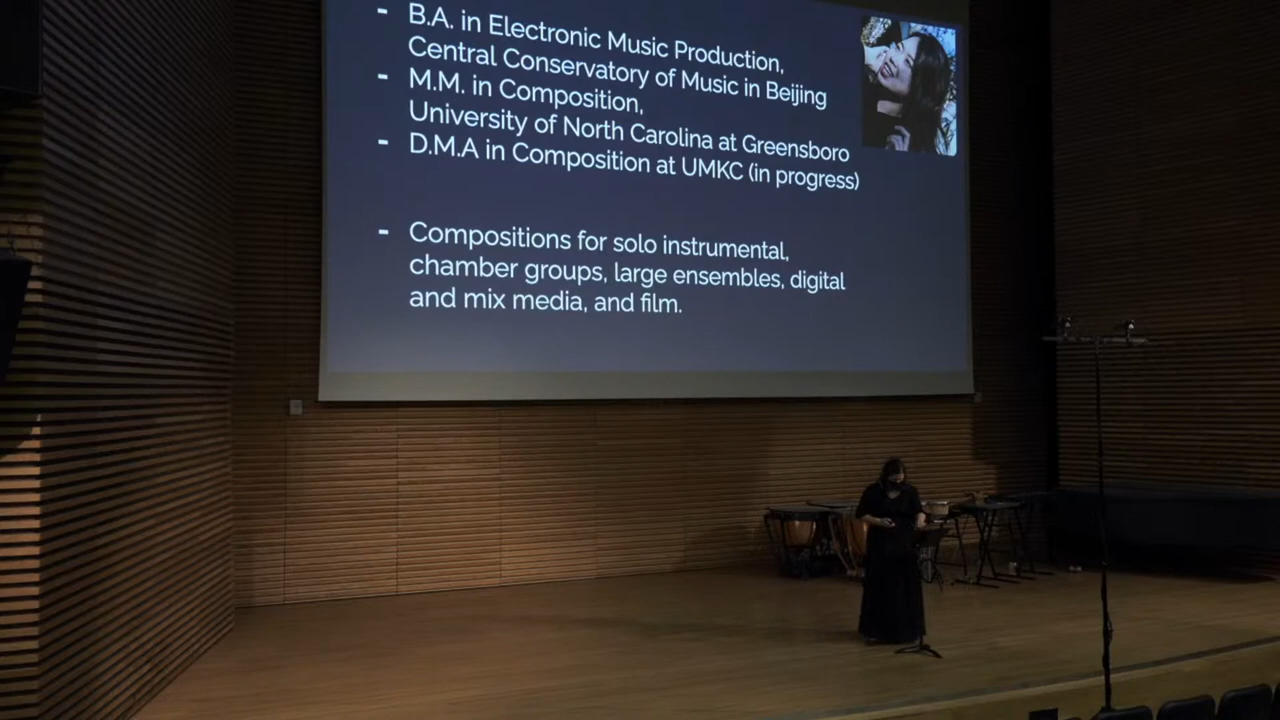 - B.A. in Electronic Music Production,
Central Conservatory of Music in Beijing
- M.M. in Composition,
University of North Carolina at Greensboro
- D.M.A in Composition at UMKC (in progress)
- Compositions for solo instrumental,
chamber groups, large ensembles, digital
and mix media, and film.